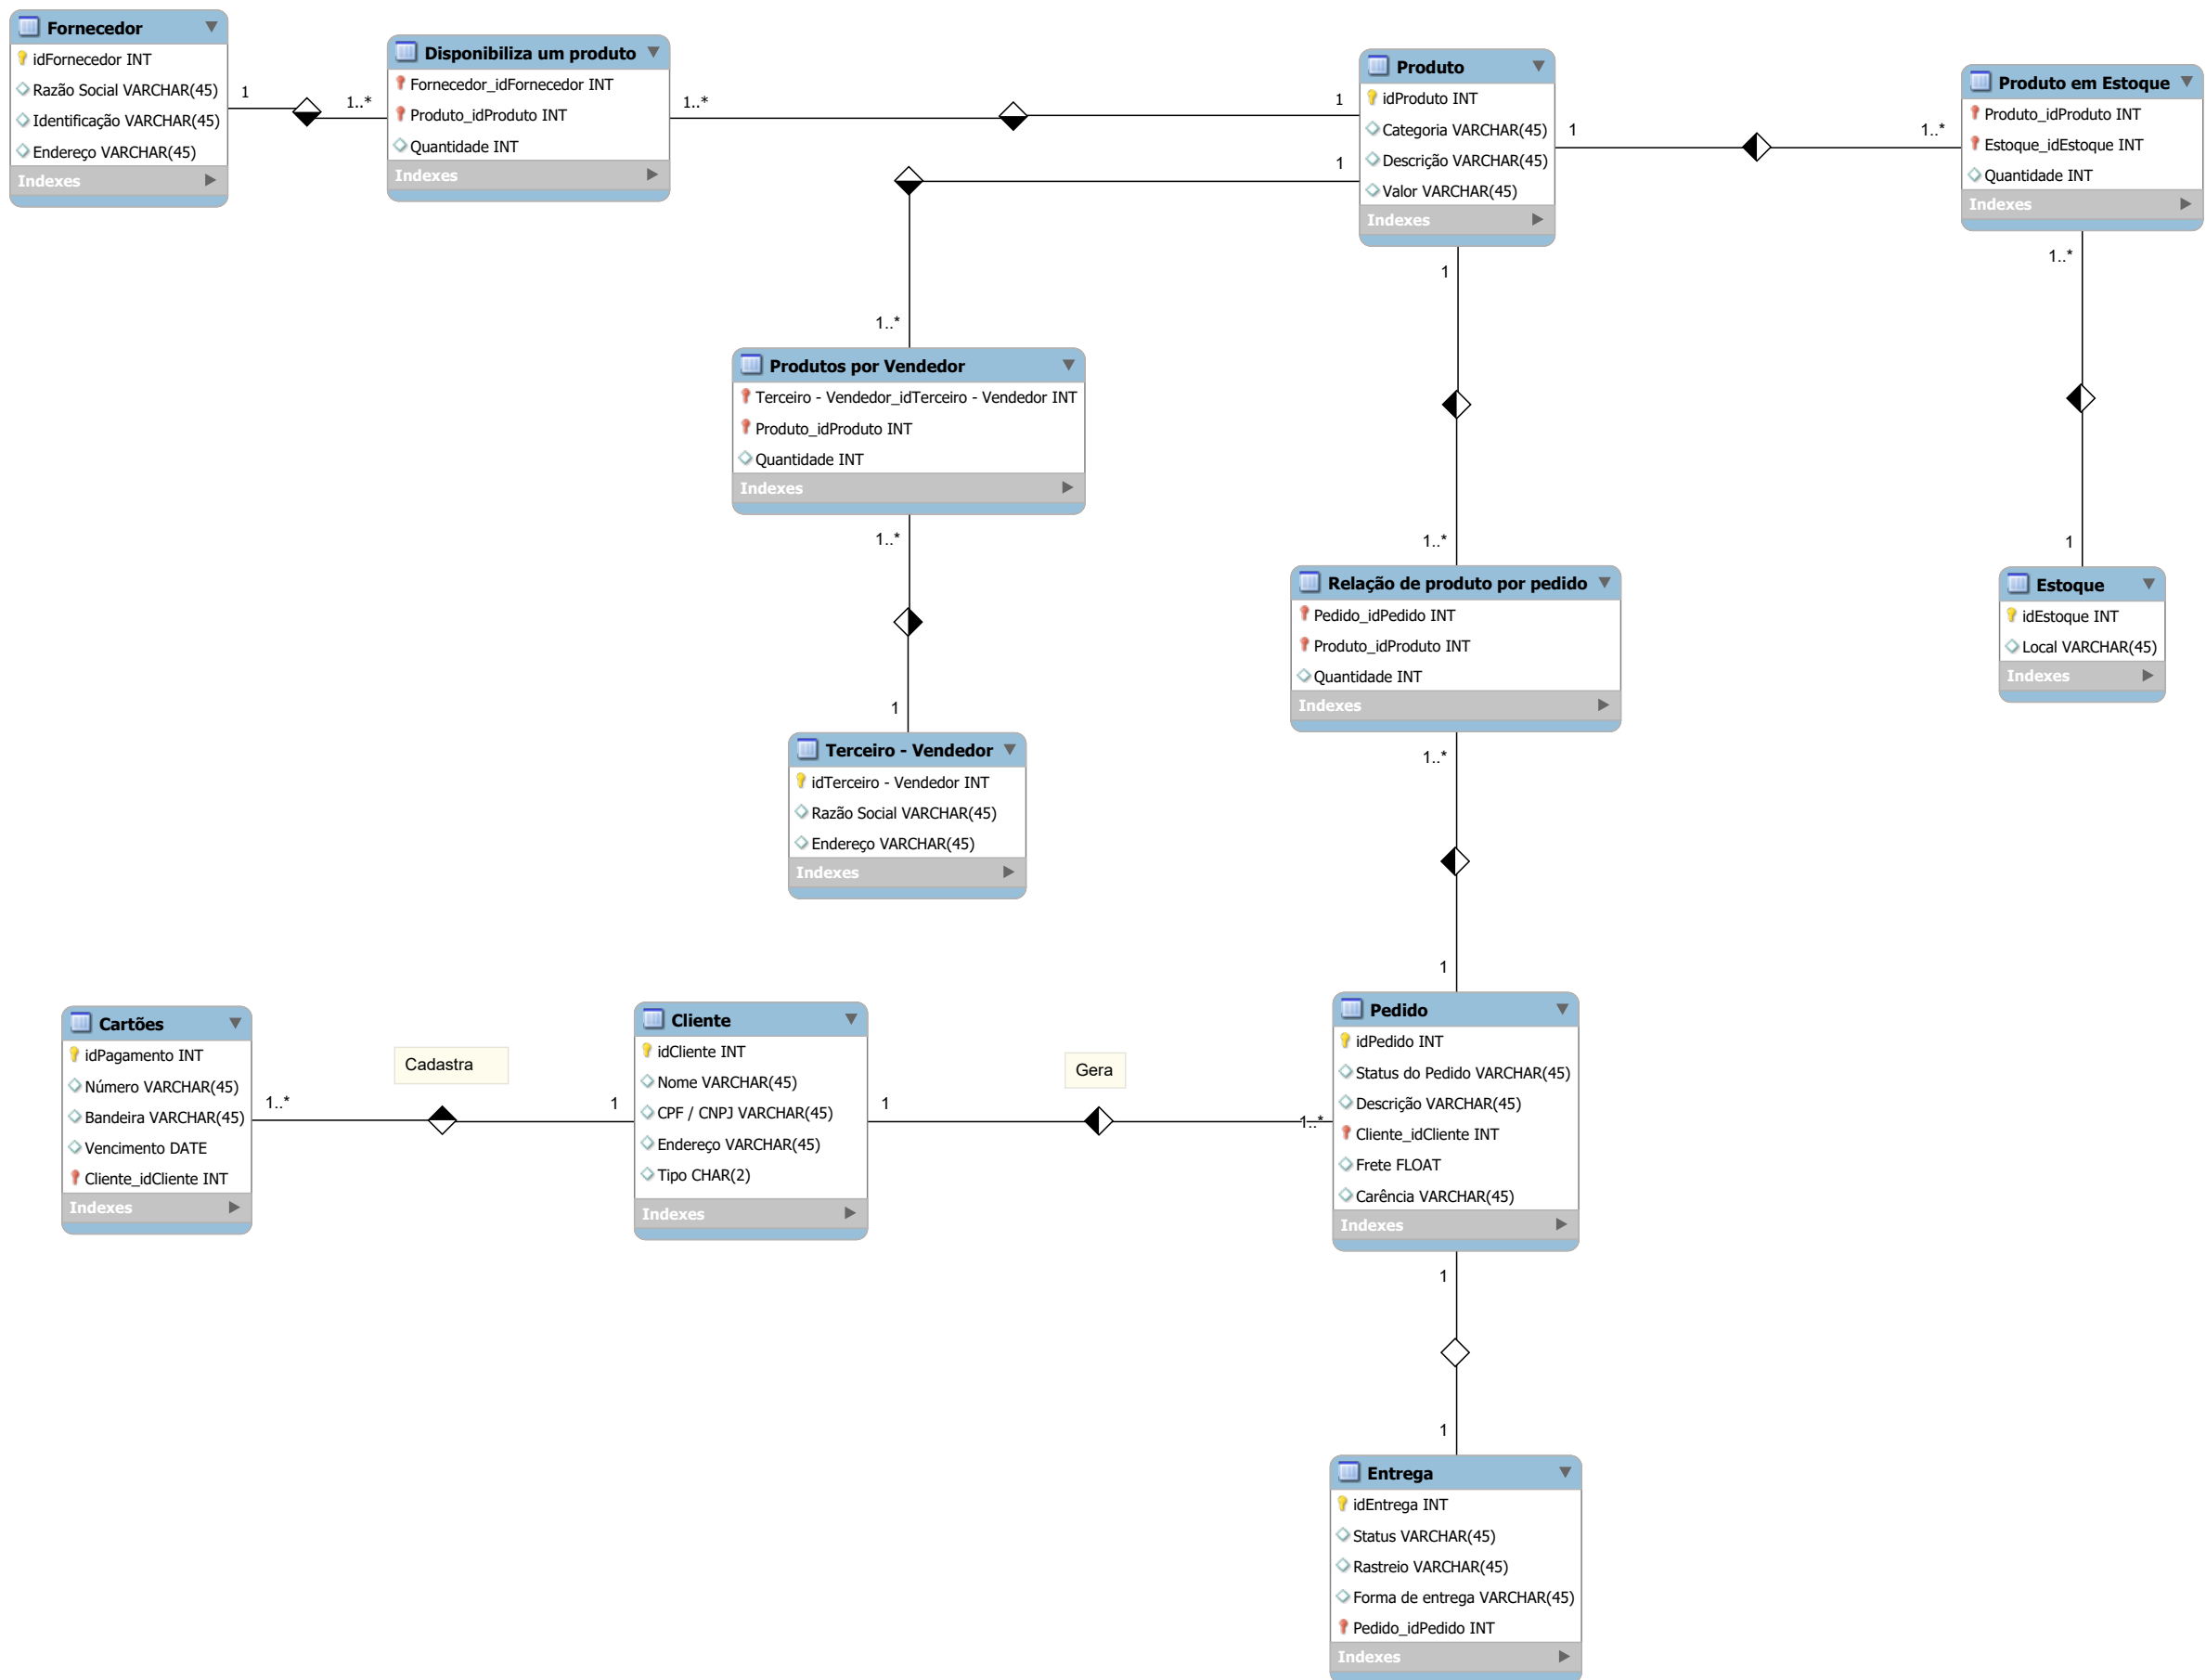 Fornecedor
idFornecedor INT
Razão Social VARCHAR(45)
Identificação VARCHAR(45)
Endereço VARCHAR(45)
Indexes
1
1..*
Disponibiliza um produto
Fornecedor_idFornecedor INT
Produto_idProduto INT
Quantidade INT
Indexes
1..*
1
Produto
idProduto INT
Categoria VARCHAR(45)
Descrição VARCHAR(45)
Valor VARCHAR(45)
Indexes
1
1
1..*
Produto em Estoque
Produto_idProduto INT
Estoque_idEstoque INT
Quantidade INT
Indexes
1..*
1
Estoque
idEstoque INT
Local VARCHAR(45)
Indexes
1..*
Produtos por Vendedor
Terceiro - Vendedor_idTerceiro - Vendedor INT
Produto_idProduto INT
Quantidade INT
Indexes
1..*
1
Terceiro - Vendedor
idTerceiro - Vendedor INT
Razão Social VARCHAR(45)
Endereço VARCHAR(45)
Indexes
1
1..*
Relação de produto por pedido
Pedido_idPedido INT
Produto_idProduto INT
Quantidade INT
Indexes
1..*
1
Cartões
idPagamento INT
Número VARCHAR(45)
Bandeira VARCHAR(45)
Vencimento DATE
Cliente_idCliente INT
Indexes
Cadastra
1..*
1
Cliente
idCliente INT
Nome VARCHAR(45)
CPF / CNPJ VARCHAR(45)
Endereço VARCHAR(45)
Tipo CHAR(2)
Indexes
Gera
1
1..*
Pedido
idPedido INT
Status do Pedido VARCHAR(45)
Descrição VARCHAR(45)
Cliente_idCliente INT
Frete FLOAT
Carência VARCHAR(45)
Indexes
1
1
Entrega
idEntrega INT
Status VARCHAR(45)
Rastreio VARCHAR(45)
Forma de entrega VARCHAR(45)
Pedido_idPedido INT
Indexes